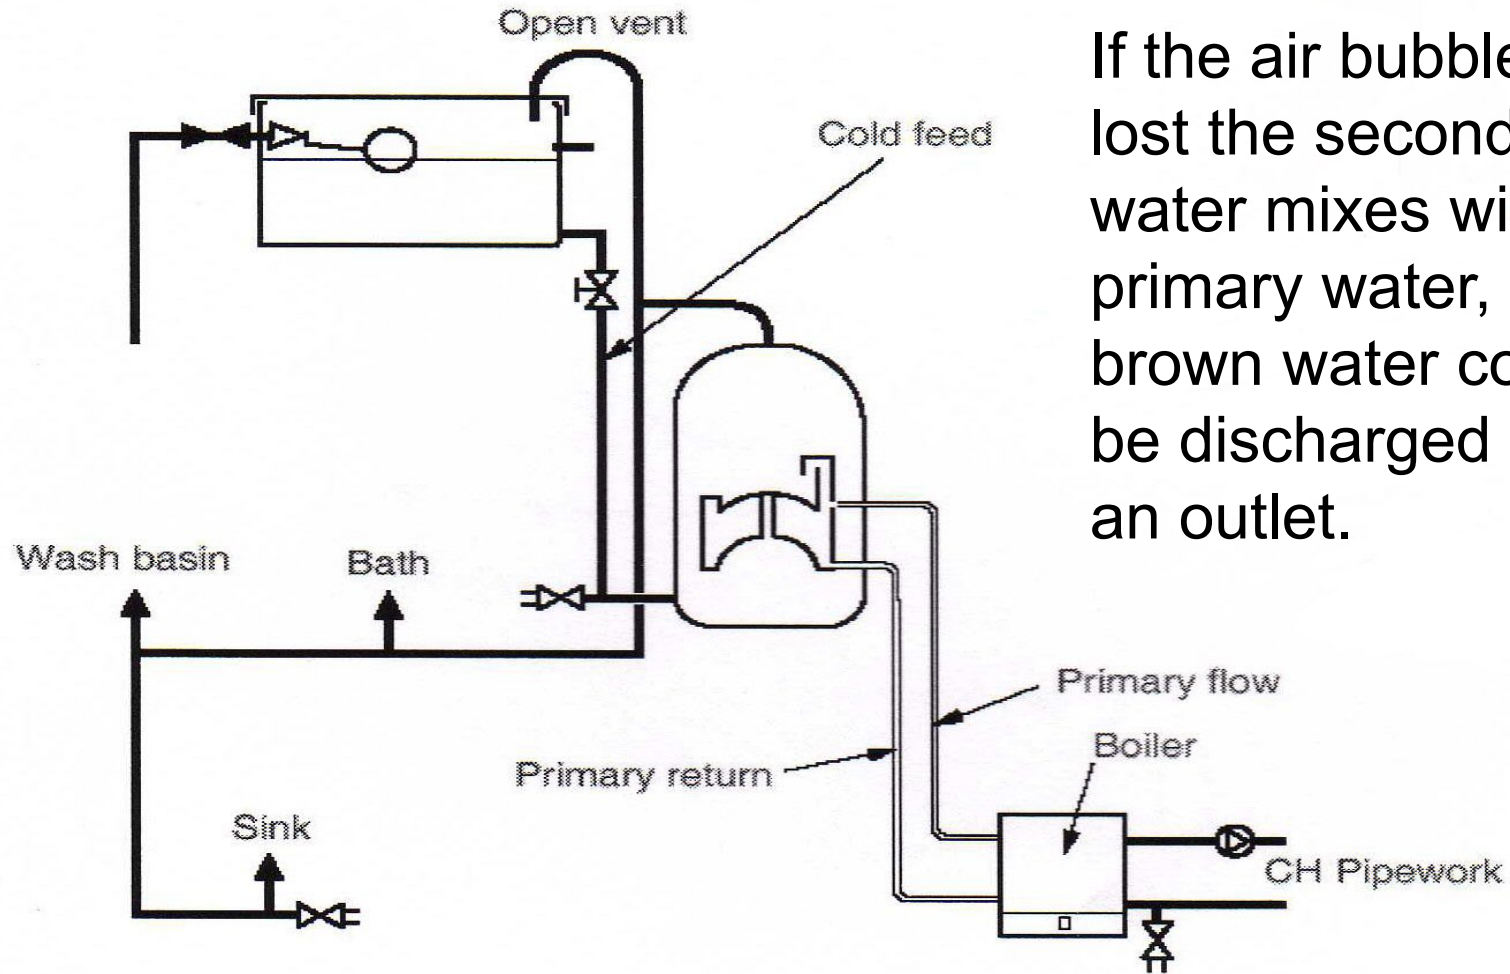 Open vent
Cold feed
If the air bubble
lost the second
water mixes wi
primary water,
brown water co
be discharged
an outlet.
Wash basin
Bath
Primary flow
Boiler
Primary return
Sink
CH Pipework